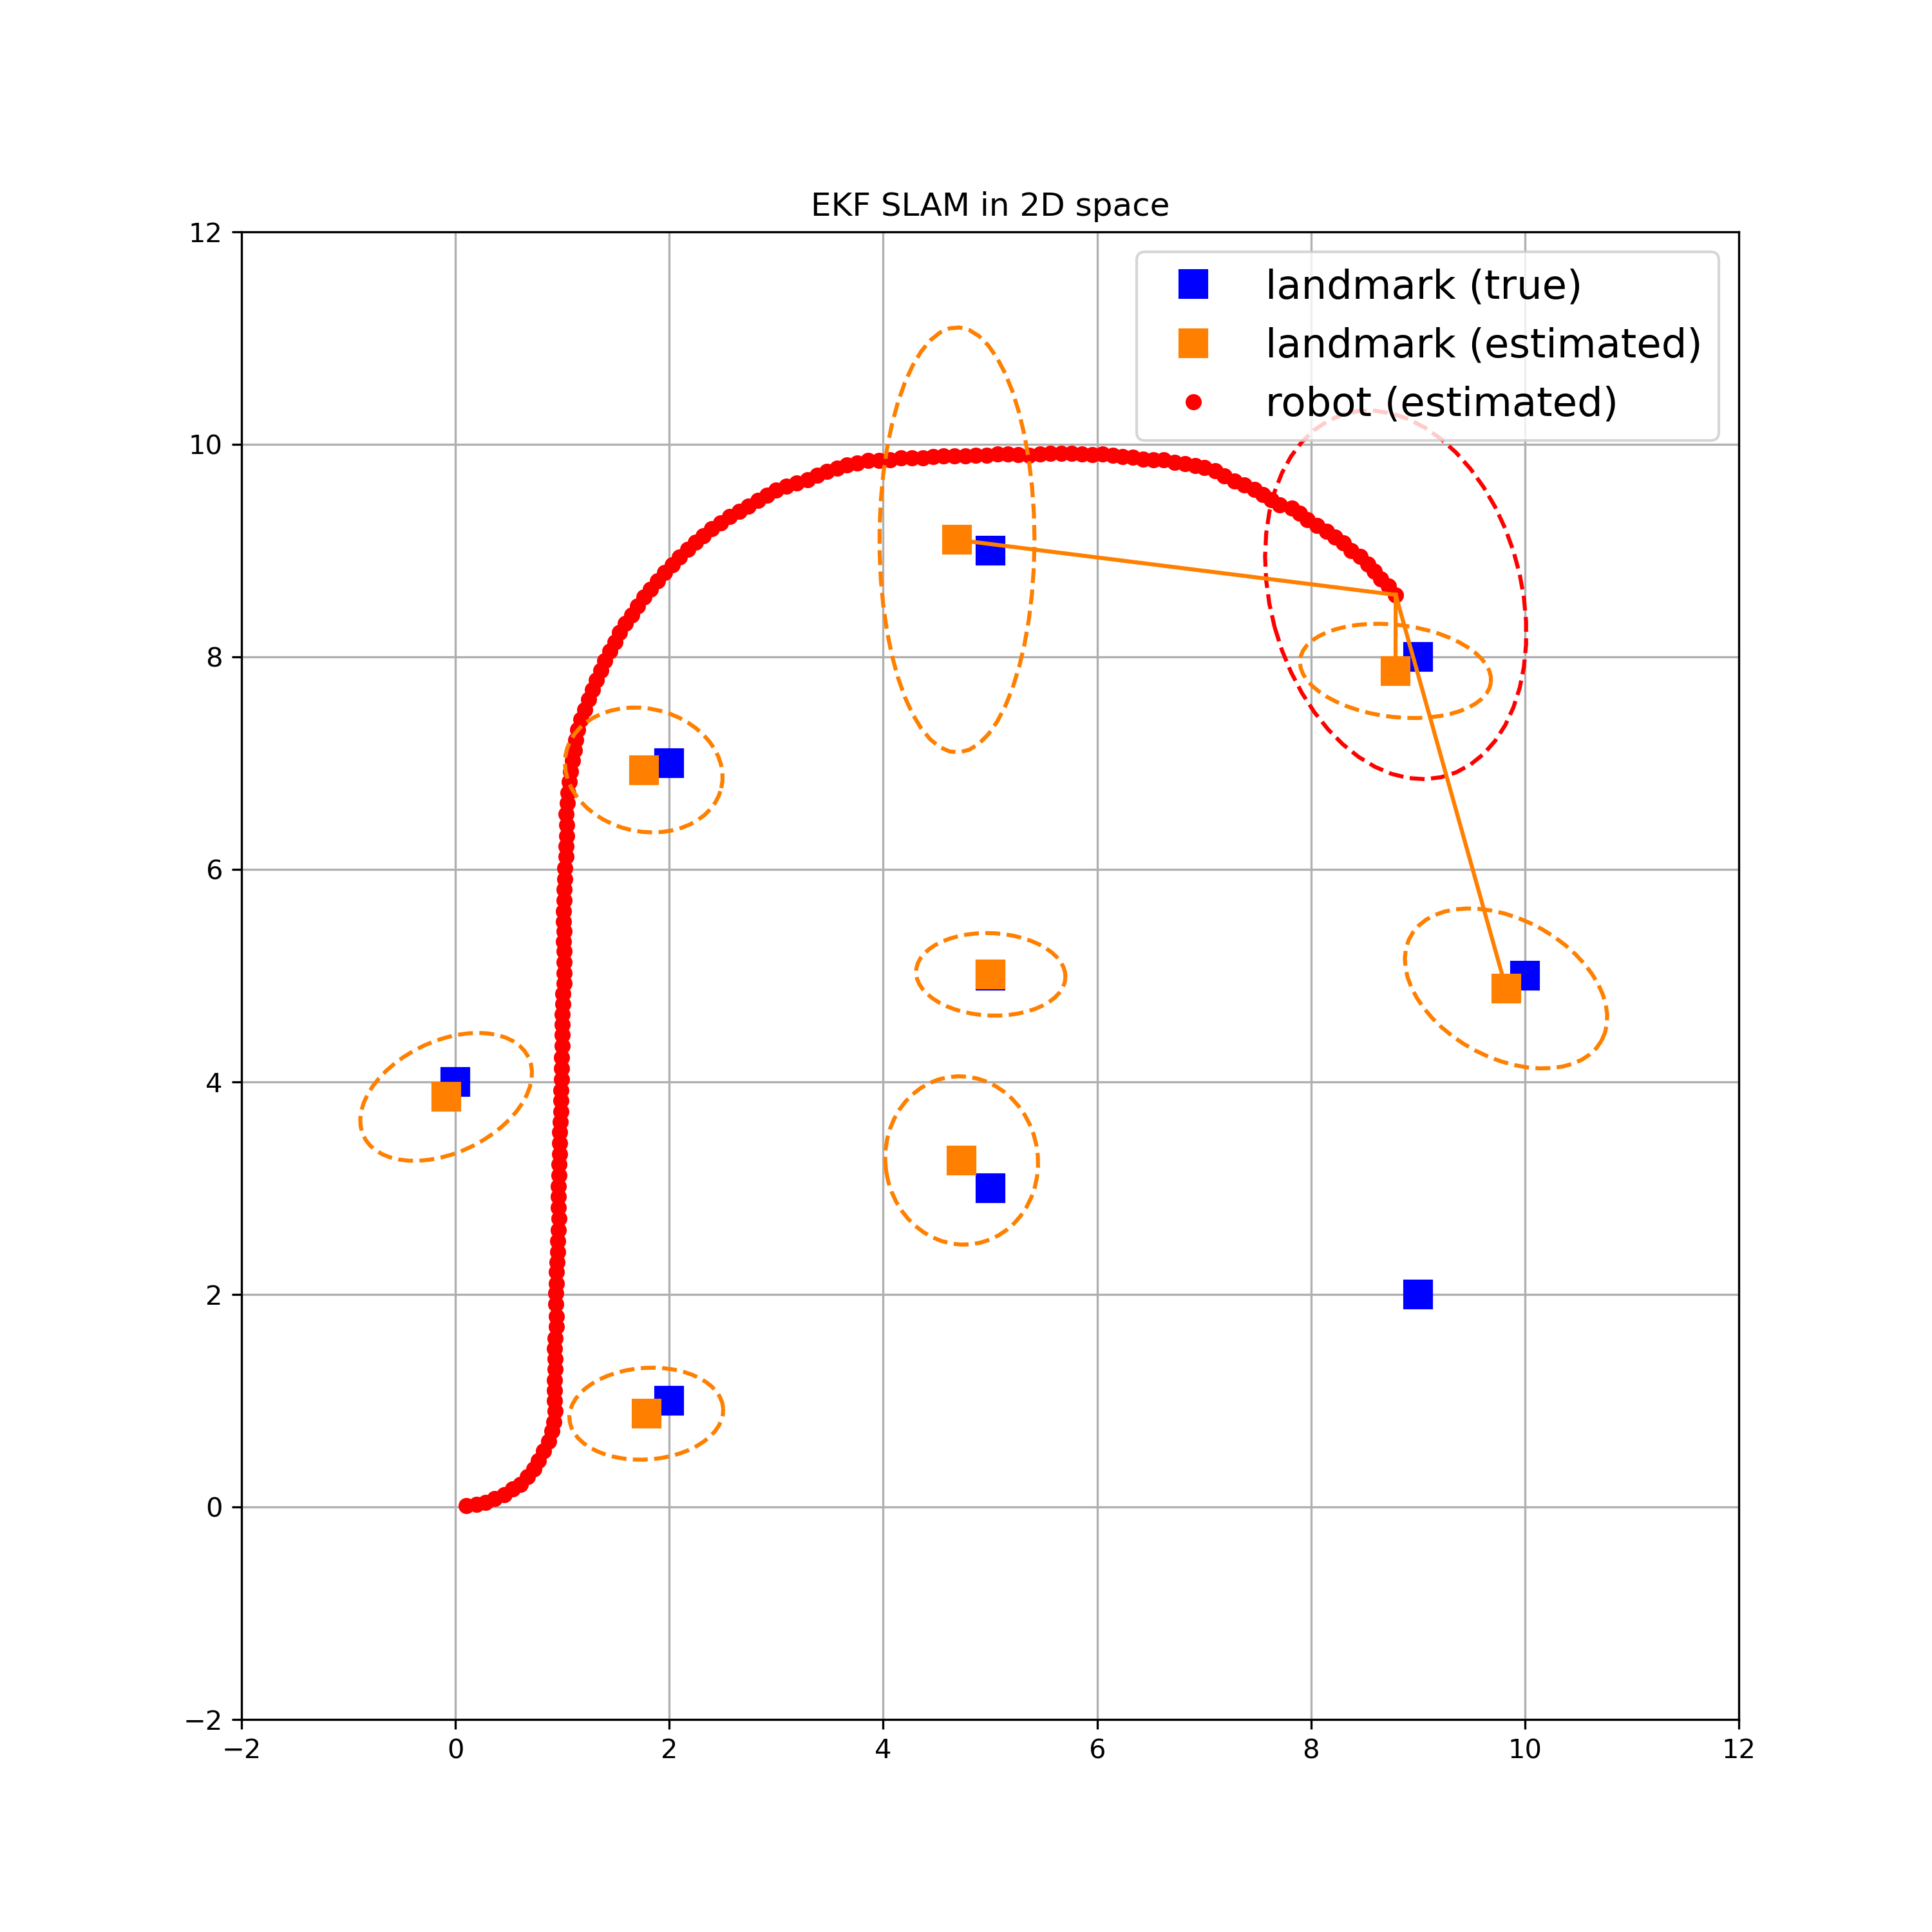 EKF SLAM in 2D space
12
landmark (true)
landmark (estimated)
robot (estimated)
10
8
6
4
2
0
−2
−2 0 2 4 6 8 10 12